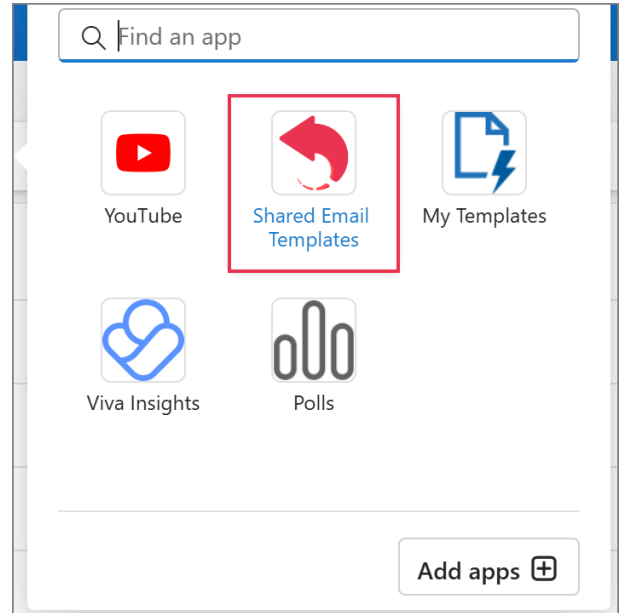 Find an app
YouTube
Shared Email
Templates
My Templates
Viva Insights
Polls
Add apps